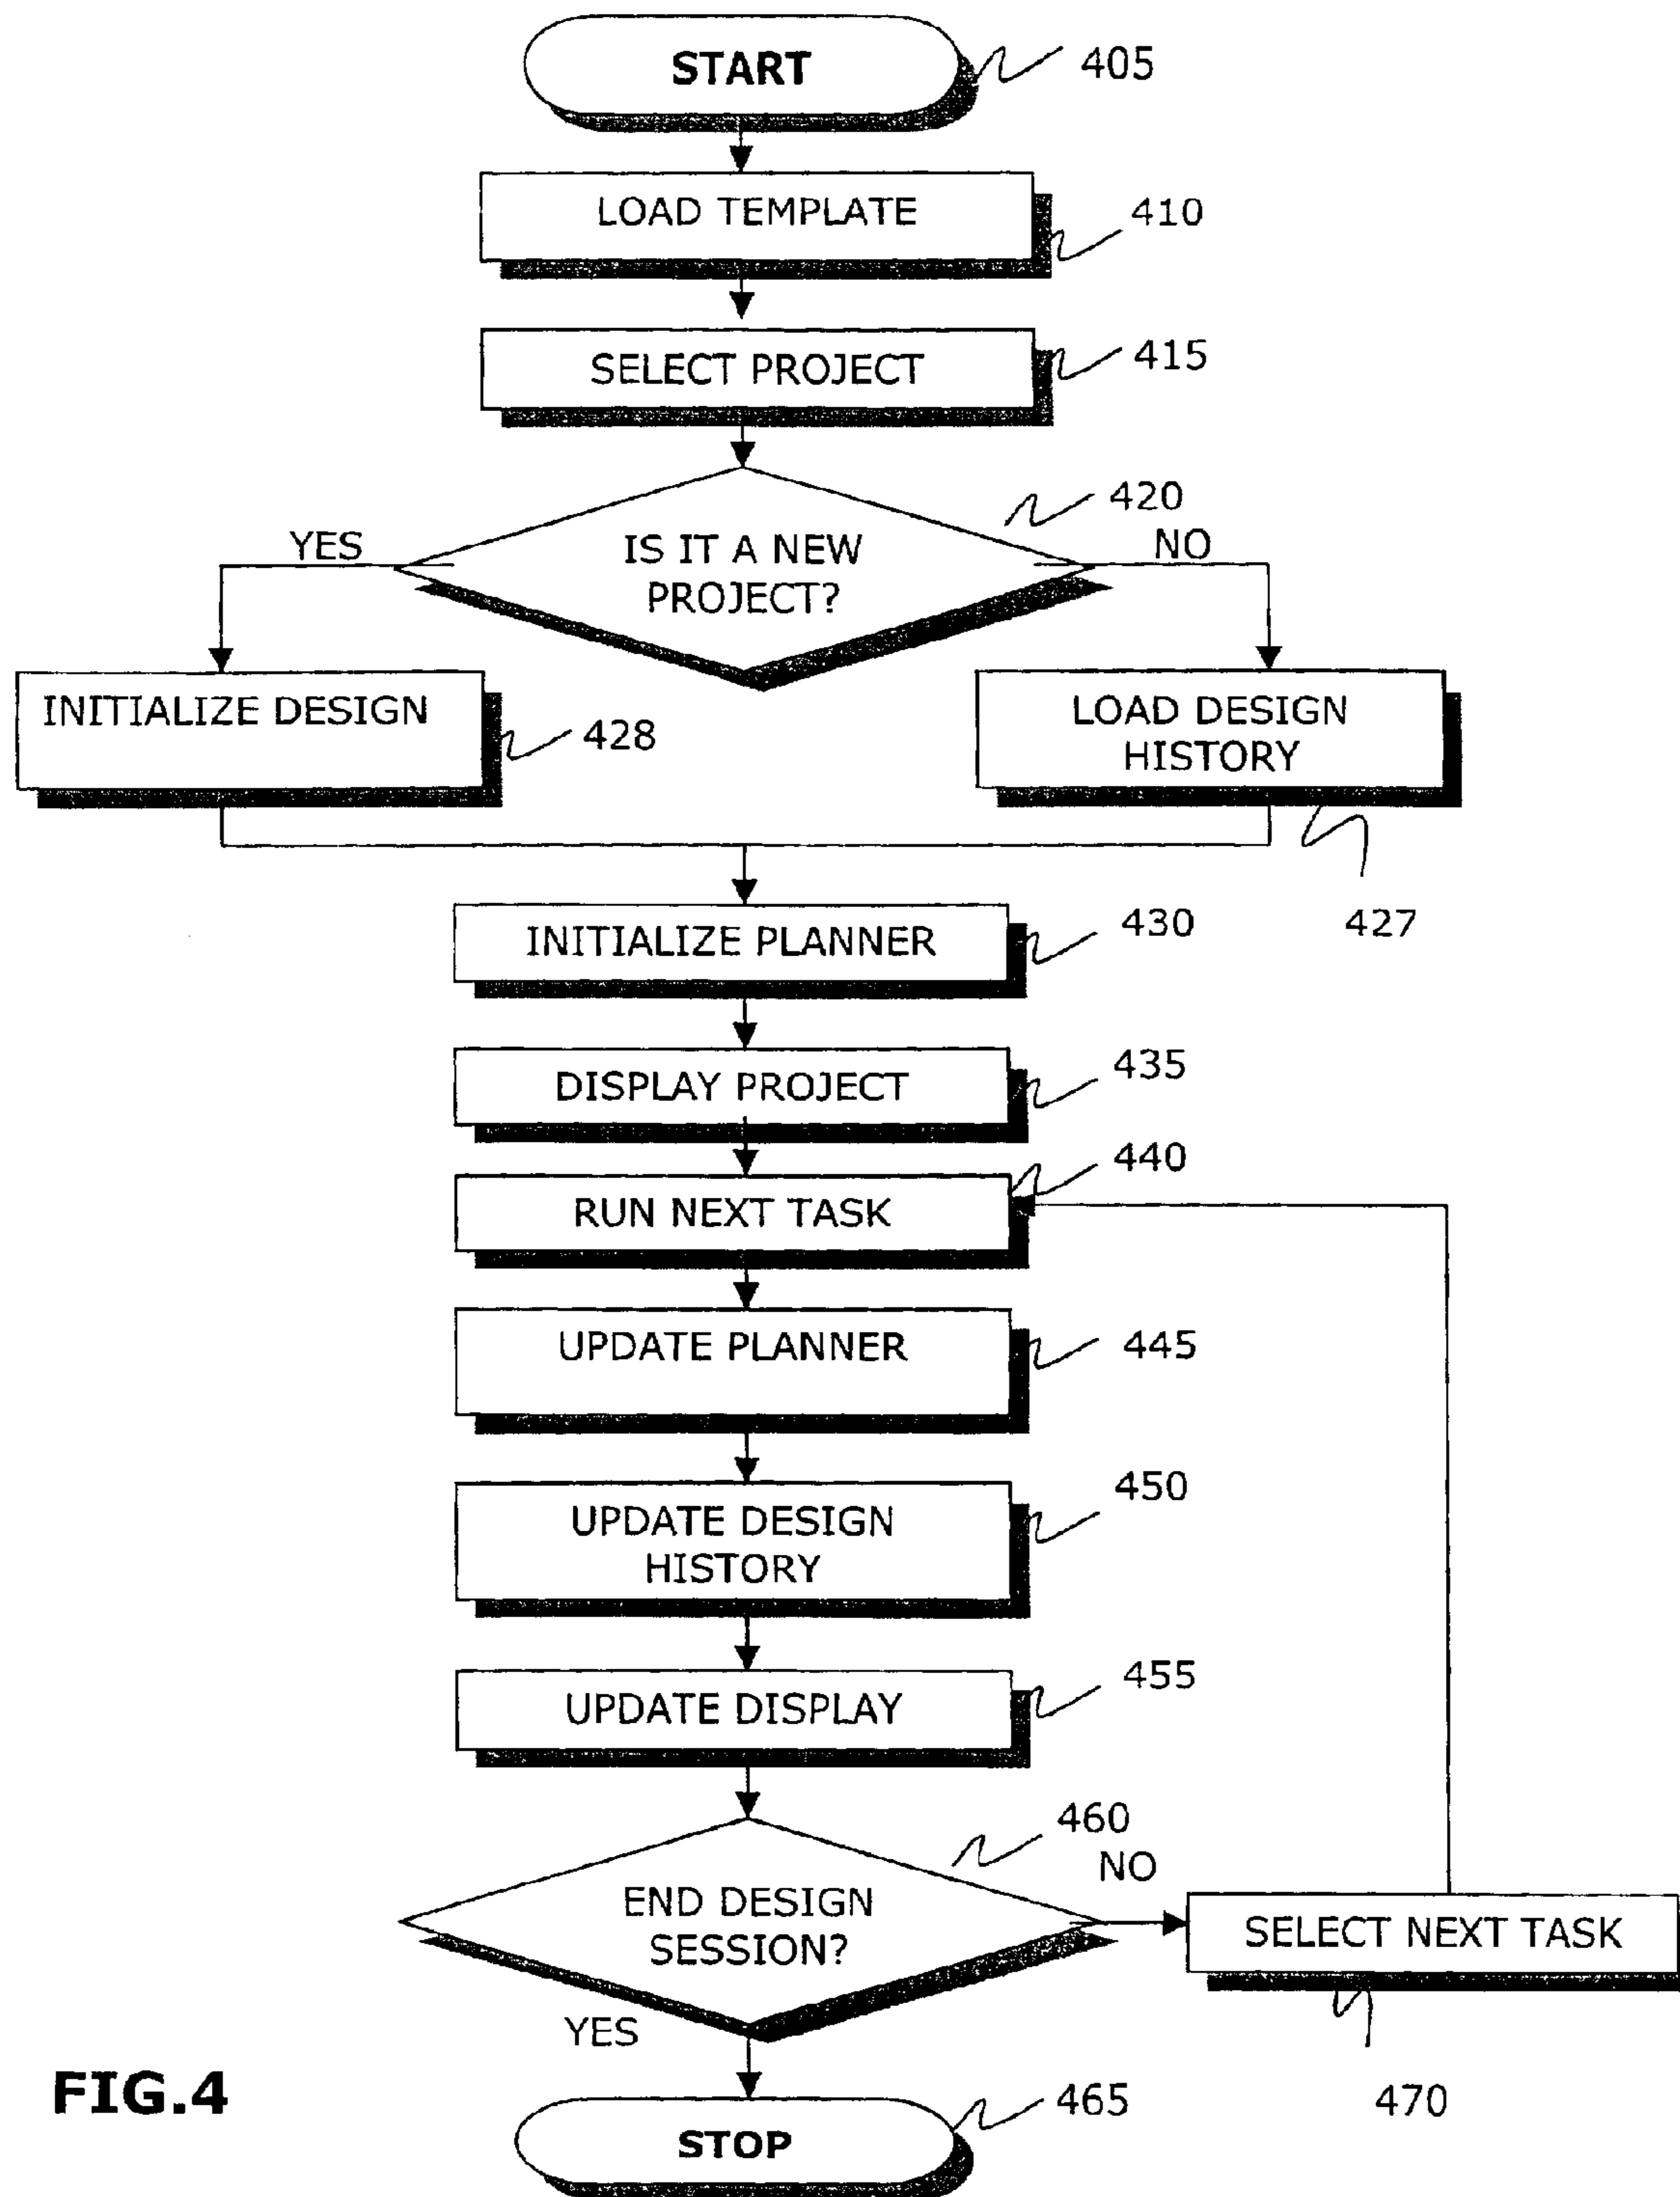 START
405
LOAD TEMPLATE
410
SELECT PROJECT
415
420
YES
NO
IS IT A NEW
PROJECT?
INITIALIZE DESIGN
428
LOAD DESIGN
HISTORY
427
INITIALIZE PLANNER
430
DISPLAY PROJECT
435
RUN NEXT TASK
440
UPDATE PLANNER
445
UPDATE DESIGN
HISTORY
450
UPDATE DISPLAY
455
460
NO
END DESIGN
SESSION?
SELECT NEXT TASK
470
YES
STOP
465
FIG.4